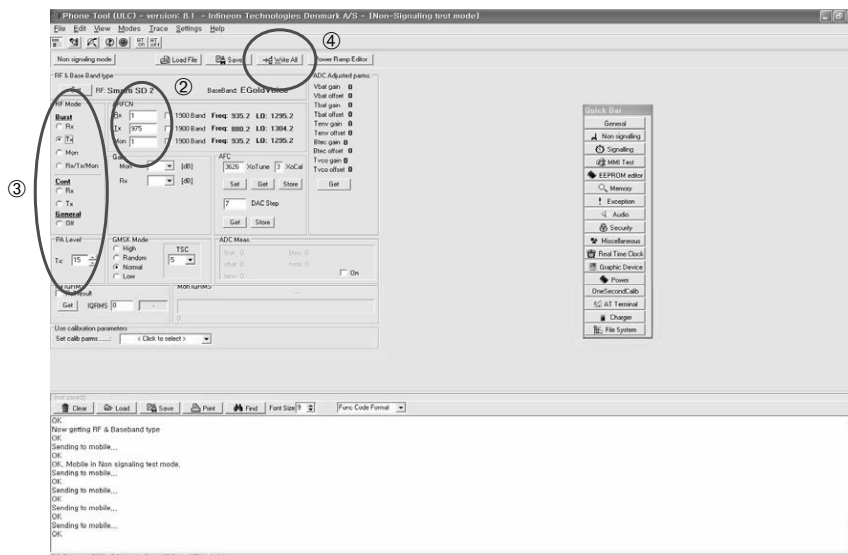 Phone Tool (ULC) - version: 6.1 - Infineon Technologies Denmark A/S - [Non-Signaling test mode]
File Edit View Modes Trace Settings Help
④
Non signaling mode Load File Save Write All Power Ramp Editor
RF & Base Band type
RF: Smarti SD 2 BaseBand: EGoldVoice
②
③
RF Mode
Burst
Rx
Tx
Mon
Rx/Tx/Mon
Cont
Rx
Tx
General
Off
ARFCN
Rx 1 1900 Band Freq: 935.2 LO: 1295.2
Tx 975 1900 Band Freq: 880.2 LO: 1304.2
Mon 1 1900 Band Freq: 935.2 LO: 1295.2
Gain
Mon [dB]
Rx [dB]
AFC
3626 XoTune 3 XoCal
Set Get Store
7 DAC Step
Get Store
ADC Adjusted parms.
Vbat gain 0
Vbat offset 0
Tbat gain 0
Tbat offset 0
Tenv gain 0
Tenv offset 0
Btec gain 0
Btec offset 0
Tvco gain 0
Tvco offset 0
Get
PA Level
Tx: 15
GMSK Mode
High
Random
Normal
Low
TSC
5
ADC Meas.
On
Get IQRMS 0
Use calibration parameters
Set calib parms.....: < Click to select >
Quick Bar
General
Non signalling
Signalling
MMI Test
EEPROM editor
Memory
Exception
Audio
Security
Miscellaneous
Real Time Clock
Graphic Device
Power
OneSecondCalib
AT Terminal
Charger
File System
[not saved]
Clear Load Save Print Find Font Size 9 Func Code Format
OK
Now getting RF & Baseband type
OK
Sending to mobile...
OK
OK, Mobile in Non signaling test mode.
Sending to mobile...
OK
Sending to mobile...
OK
Sending to mobile...
OK
Sending to mobile...
OK